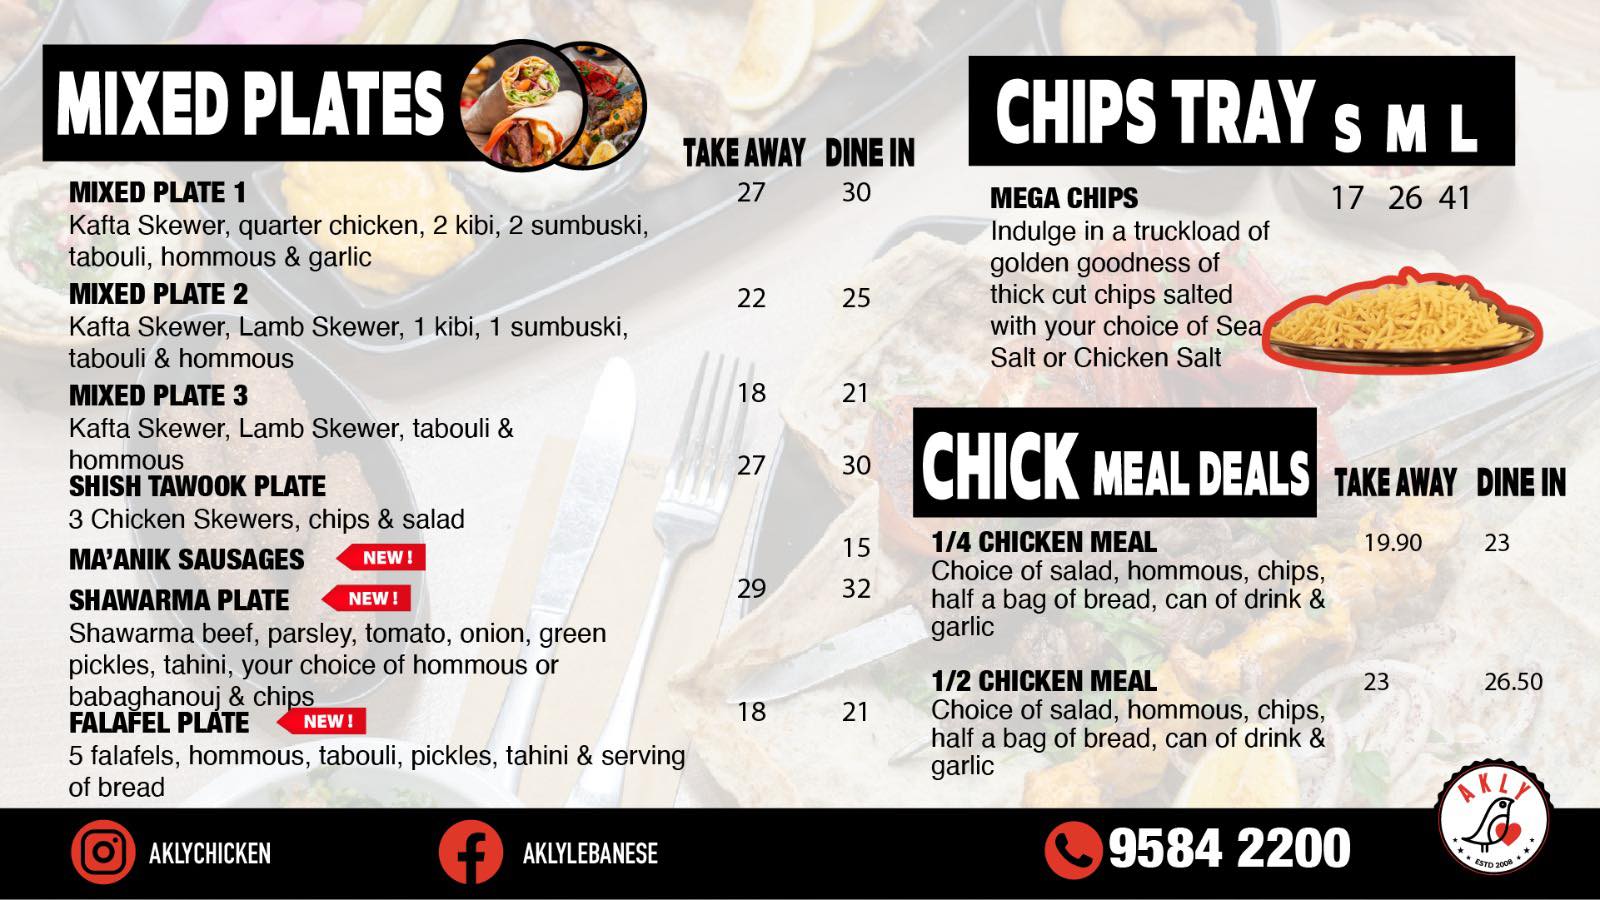 MIXED PLATES
TAKE AWAY DINE IN
MIXED PLATE 1 27 30
Kafta Skewer, quarter chicken, 2 kibi, 2 sumbuski,
tabouli, hommous & garlic
MIXED PLATE 2 22 25
Kafta Skewer, Lamb Skewer, 1 kibi, 1 sumbuski,
tabouli & hommous
MIXED PLATE 3 18 21
Kafta Skewer, Lamb Skewer, tabouli &
hommous
SHISH TAWOOK PLATE 27 30
3 Chicken Skewers, chips & salad
MA’ANIK SAUSAGES NEW! 15
SHAWARMA PLATE NEW! 29 32
Shawarma beef, parsley, tomato, onion, green
pickles, tahini, your choice of hommous or
babaghanouj & chips
FALAFEL PLATE NEW! 18 21
5 falafels, hommous, tabouli, pickles, tahini & serving
of bread
CHIPS TRAY S M L
MEGA CHIPS 17 26 41
Indulge in a truckload of
golden goodness of
thick cut chips salted
with your choice of Sea
Salt or Chicken Salt
CHICK MEAL DEALS TAKE AWAY DINE IN
1/4 CHICKEN MEAL 19.90 23
Choice of salad, hommous, chips,
half a bag of bread, can of drink &
garlic
1/2 CHICKEN MEAL 23 26.50
Choice of salad, hommous, chips,
half a bag of bread, can of drink &
garlic
AKLYCHICKEN
AKLYLEBANESE
9584 2200
AKLY
ESTD 2008